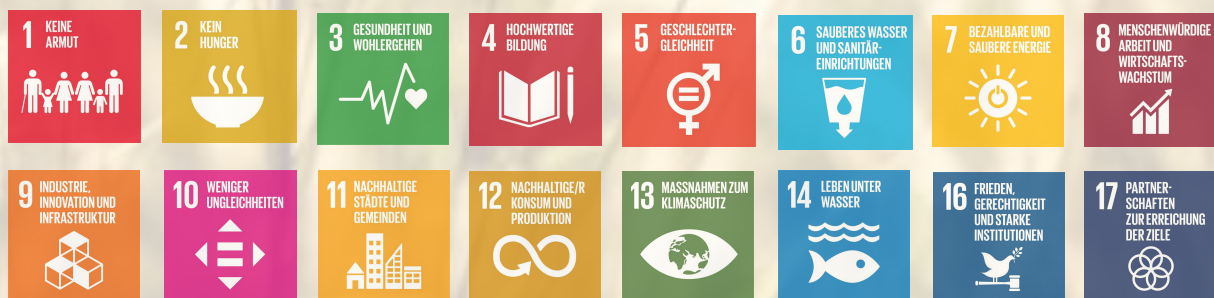 1 KEINE
ARMUT
2 KEIN
HUNGER
3 GESUNDHEIT UND
WOHLERGEHEN
4 HOCHWERTIGE
BILDUNG
5 GESCHLECHTER-
GLEICHHEIT
6 SAUBERES WASSER
UND SANITÄR-
EINRICHTUNGEN
7 BEZAHLBARE UND
SAUBERE ENERGIE
8 MENSCHENWÜRDIGE
ARBEIT UND
WIRTSCHAFTS-
WACHSTUM
9 INDUSTRIE,
INNOVATION UND
INFRASTRUKTUR
10 WENIGER
UNGLEICHHEITEN
11 NACHHALTIGE
STÄDTE UND
GEMEINDEN
12 NACHHALTIGE/R
KONSUM UND
PRODUKTION
13 MASSNAHMEN ZUM
KLIMASCHUTZ
14 LEBEN UNTER
WASSER
16 FRIEDEN,
GERECHTIGKEIT
UND STARKE
INSTITUTIONEN
17 PARTNER-
SCHAFTEN
ZUR ERREICHUNG
DER ZIELE